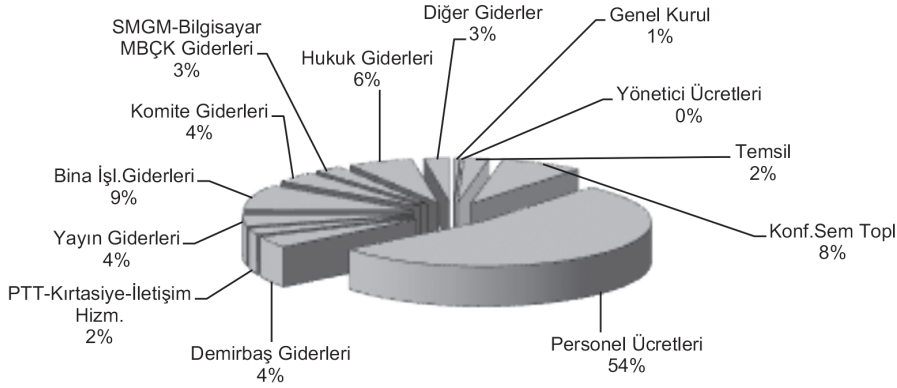 Diğer Giderler
3%
Genel Kurul
1%
SMGM-Bilgisayar
MBÇK Giderleri
3%
Hukuk Giderleri
6%
Yönetici Ücretleri
0%
Komite Giderleri
4%
Temsil
2%
Bina İşl.Giderleri
9%
Konf.Sem Topl
8%
Yayın Giderleri
4%
PTT-Kırtasiye-İletişim
Hizm.
2%
Demirbaş Giderleri
4%
Personel Ücretleri
54%